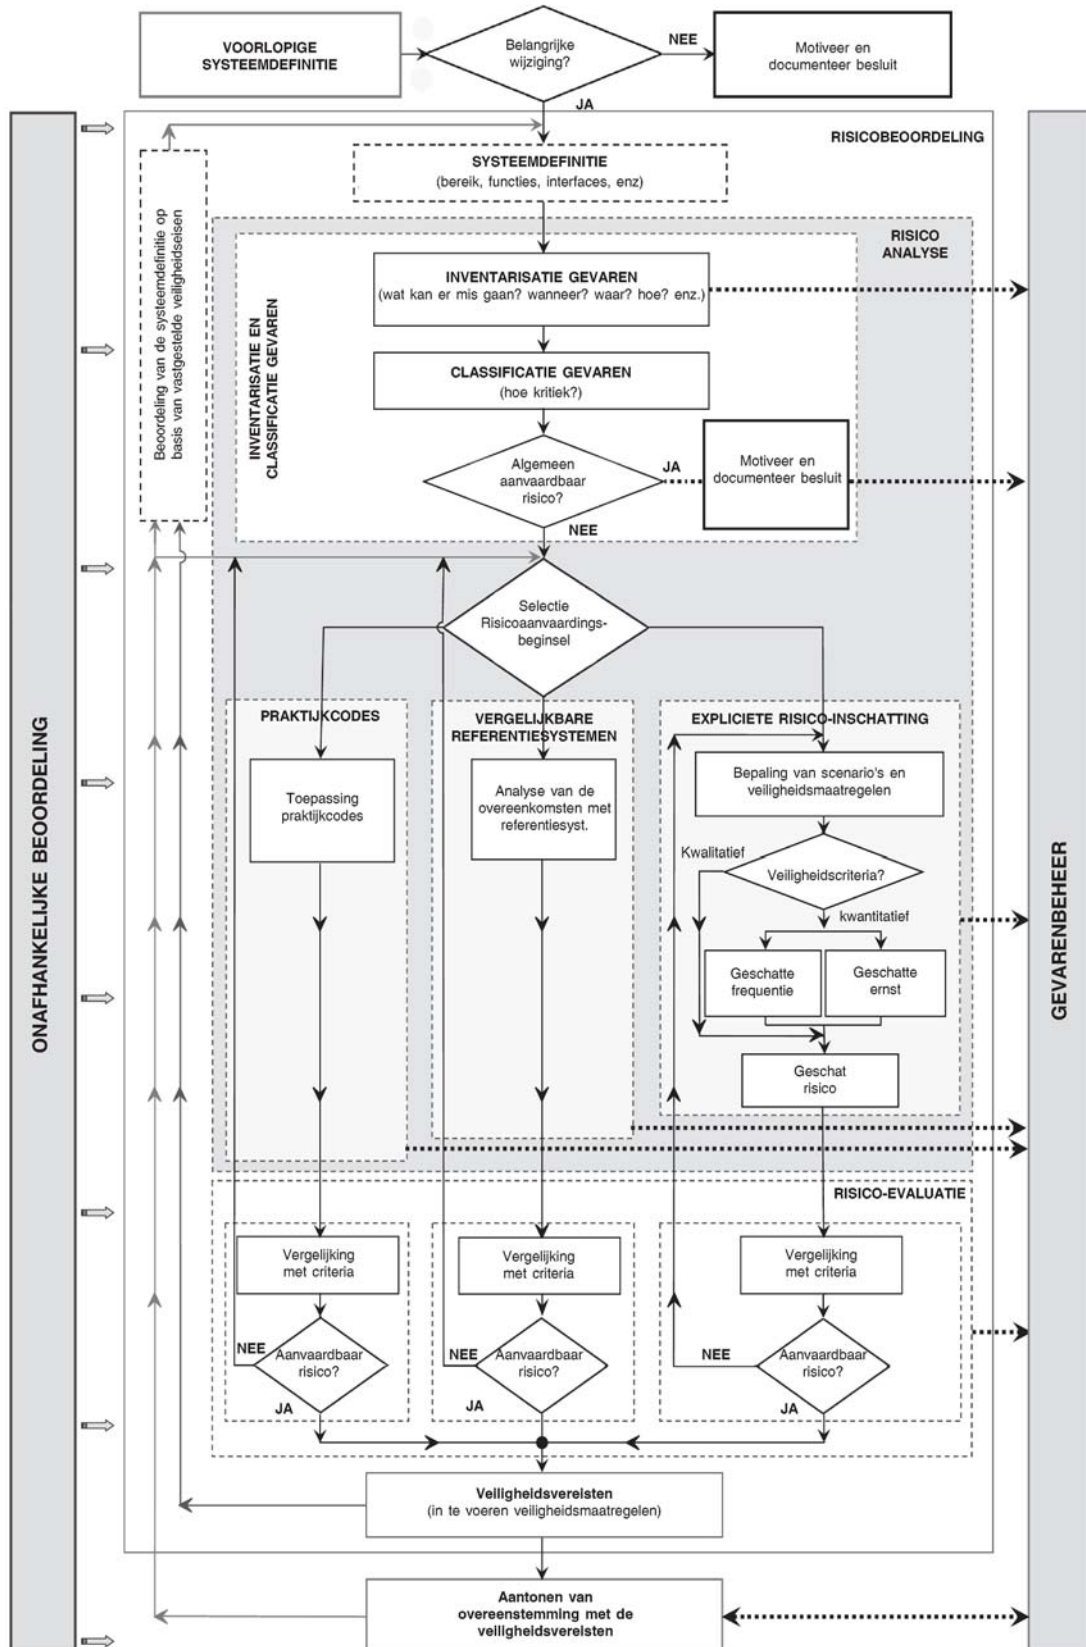 VOORLOPIGE
SYSTEEMDEFINITIE
Belangrijke
wijziging?
NEE
Motiveer en
documenteer besluit
JA
RISICOBEOORDELING
SYSTEEMDEFINITIE
(bereik, functies, interfaces, enz)
Beoordeling van de systeemdefinitie op
basis van vastgestelde veiligheidseisen
RISICO
ANALYSE
INVENTARISATIE EN
CLASSIFICATIE GEVAREN
INVENTARISATIE GEVAREN
(wat kan er mis gaan? wanneer? waar? hoe? enz.)
CLASSIFICATIE GEVAREN
(hoe kritiek?)
Algemeen
aanvaardbaar
risico?
JA
Motiveer en
documenteer besluit
NEE
Selectie
Risicoaanvaardings-
beginsel
ONAFHANKELIJKE BEOORDELING
GEVARENBEHEER
PRAKTIJKCODES
VERGELIJKBARE
REFERENTIESYSTEMEN
EXPLICIETE RISICO-INSCHATTING
Toepassing
praktijkcodes
Analyse van de
overeenkomsten met
referentiesyst.
Bepaling van scenario's en
veiligheidsmaatregelen
Kwalitatief
Veiligheidscriteria?
kwantitatief
Geschatte
frequentie
Geschatte
ernst
Geschat
risico
RISICO-EVALUATIE
Vergelijking
met criteria
Vergelijking
met criteria
Vergelijking
met criteria
NEE
Aanvaardbaar
risico?
JA
NEE
Aanvaardbaar
risico?
JA
NEE
Aanvaardbaar
risico?
JA
Veiligheidsvereisten
(in te voeren veiligheidsmaatregelen)
Aantonen van
overeenstemming met de
veiligheidsvereisten